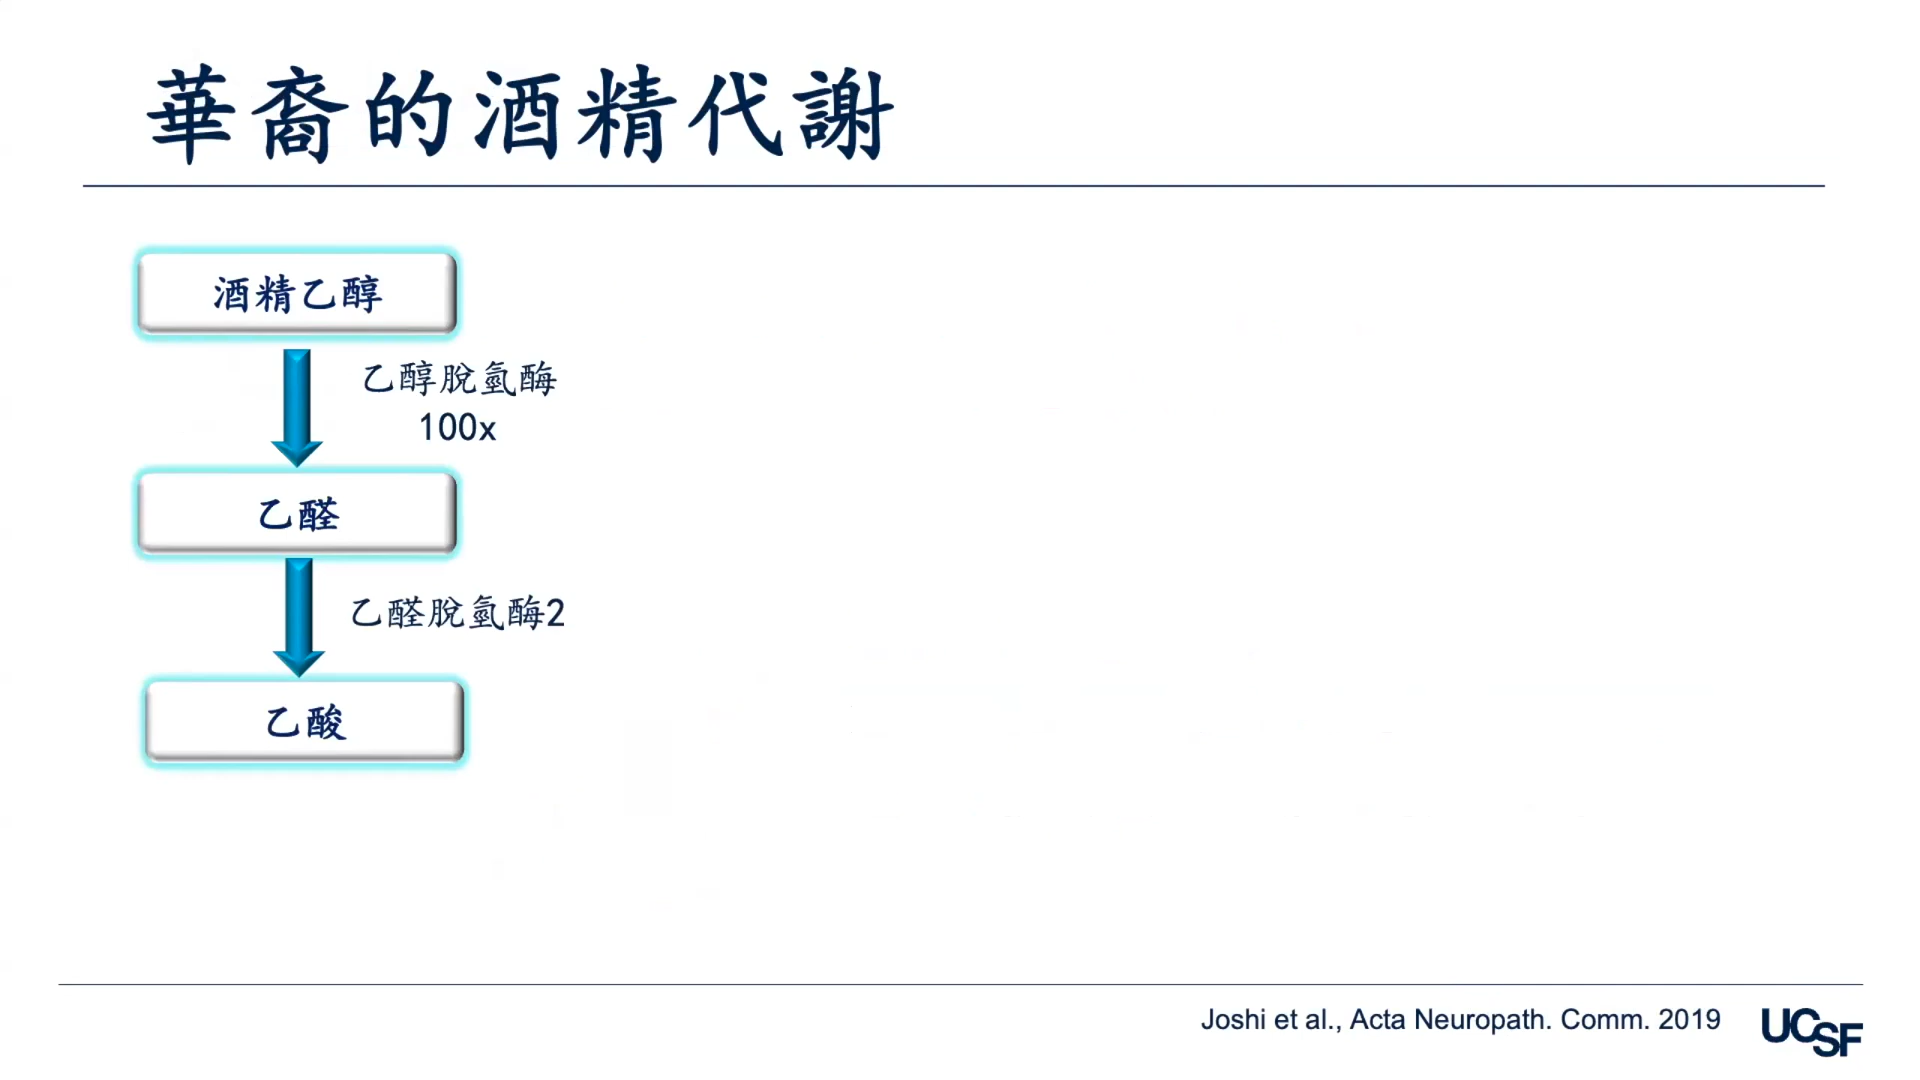 華裔的酒精代謝
酒精乙醇
乙醇脫氫酶
100x
乙醛
乙醛脫氫酶2
乙酸
Joshi et al., Acta Neuropath. Comm. 2019
UCSF